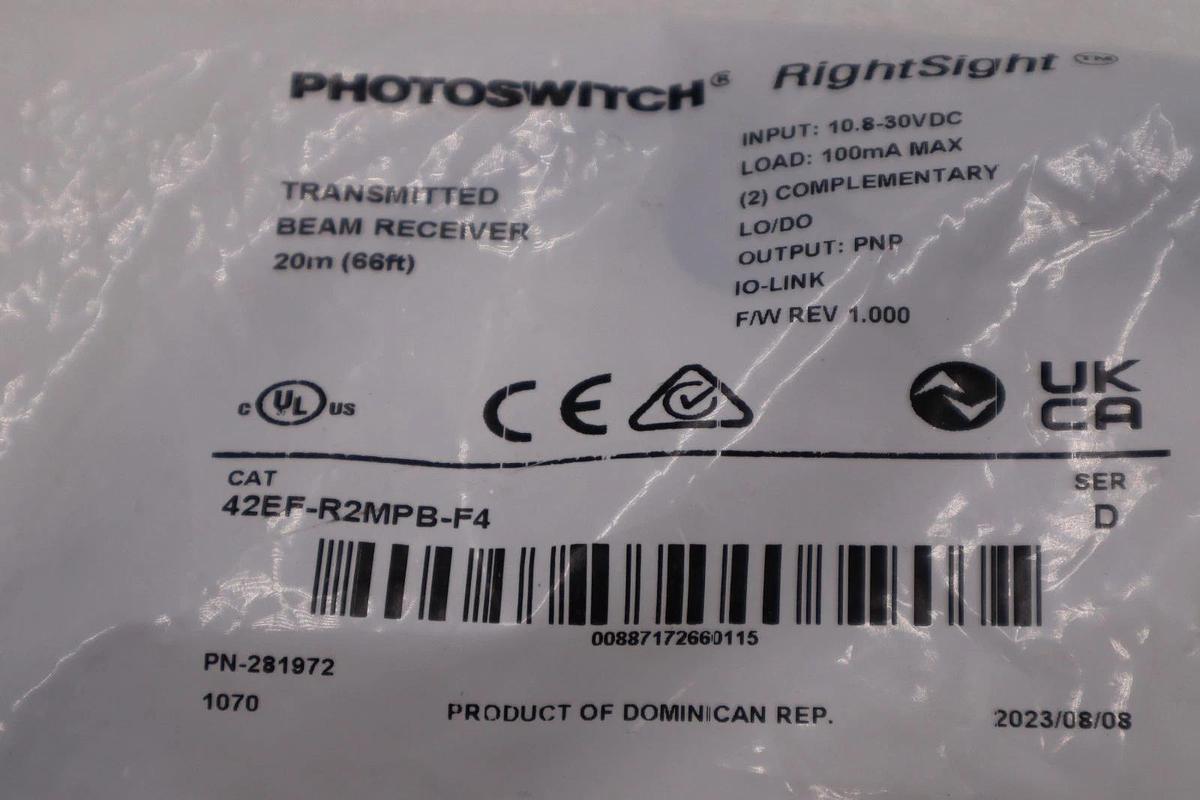 PHOTOSWITCH® RightSight™
TRANSMITTED
BEAM RECEIVER
20m (66ft)
INPUT: 10.8-30VDC
LOAD: 100mA MAX
(2) COMPLEMENTARY
LO/DO
OUTPUT: PNP
IO-LINK
F/W REV 1.000
C UL US
CE
UK
CA
CAT
42EF-R2MPB-F4
SER
D
00887172660115
PN-281972
1070
PRODUCT OF DOMINICAN REP.
2023/08/08